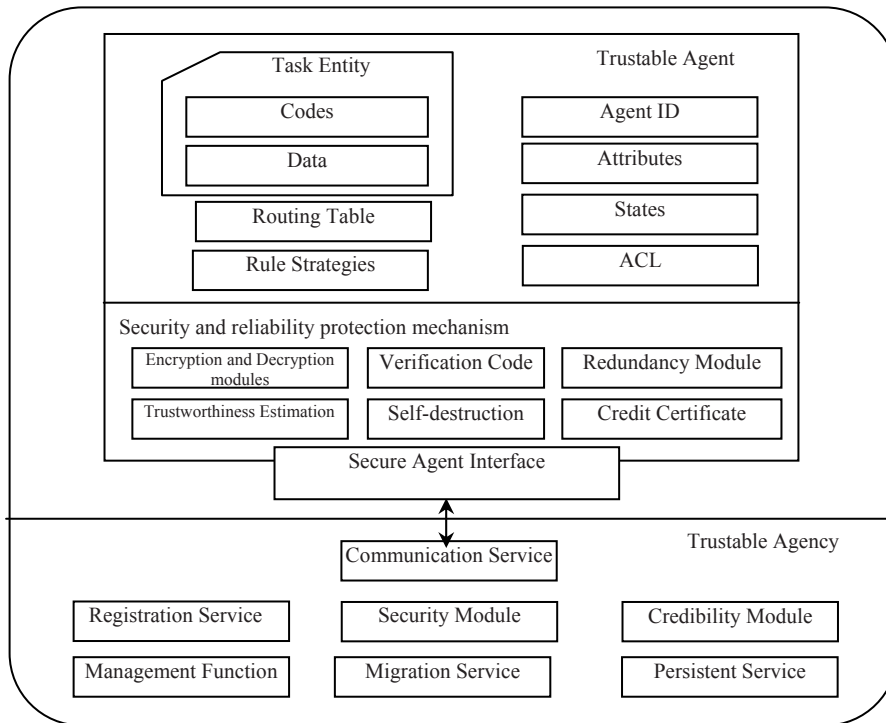 Task Entity
Trustable Agent
Codes
Agent ID
Data
Attributes
Routing Table
States
Rule Strategies
ACL
Security and reliability protection mechanism
Encryption and Decryption
modules
Verification Code
Redundancy Module
Trustworthiness Estimation
Self-destruction
Credit Certificate
Secure Agent Interface
Trustable Agency
Communication Service
Registration Service
Security Module
Credibility Module
Management Function
Migration Service
Persistent Service